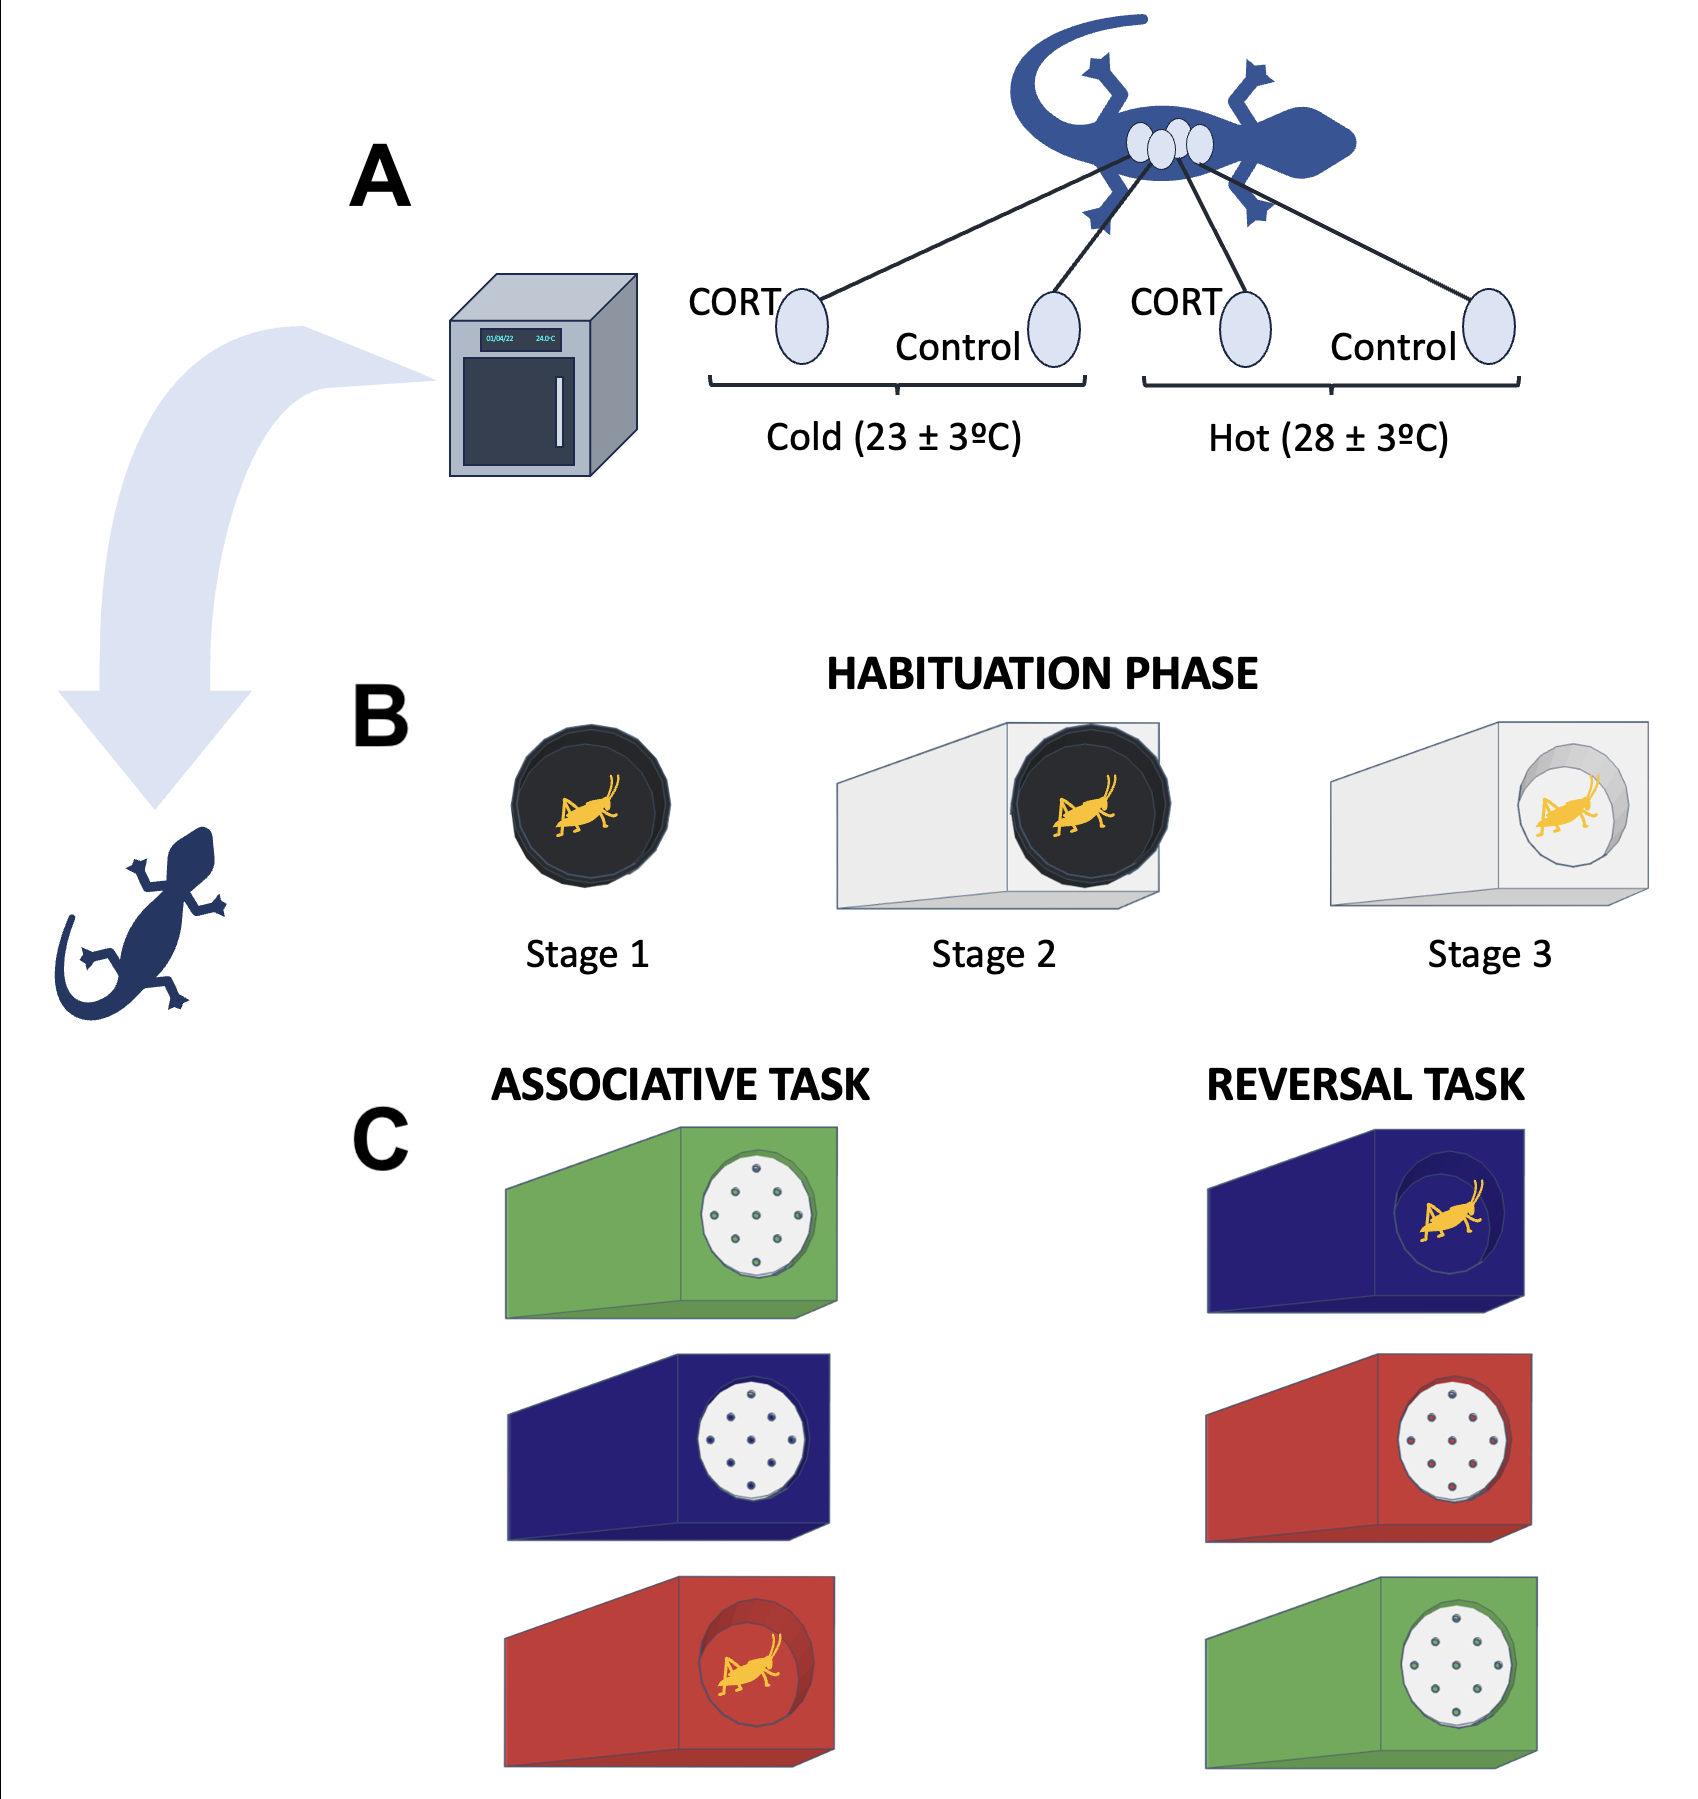 A
CORT
Control
CORT
Control
01/04/22 24.0ºC
Cold (23 ± 3ºC)
Hot (28 ± 3ºC)
B
HABITUATION PHASE
Stage 1
Stage 2
Stage 3
C
ASSOCIATIVE TASK
REVERSAL TASK